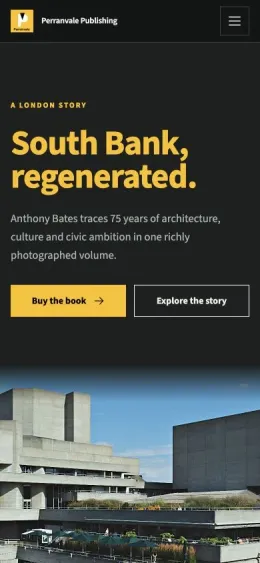 Perranvale
Perranvale Publishing
A LONDON STORY
South Bank,
regenerated.
Anthony Bates traces 75 years of architecture,
culture and civic ambition in one richly
photographed volume.
Buy the book →
Explore the story